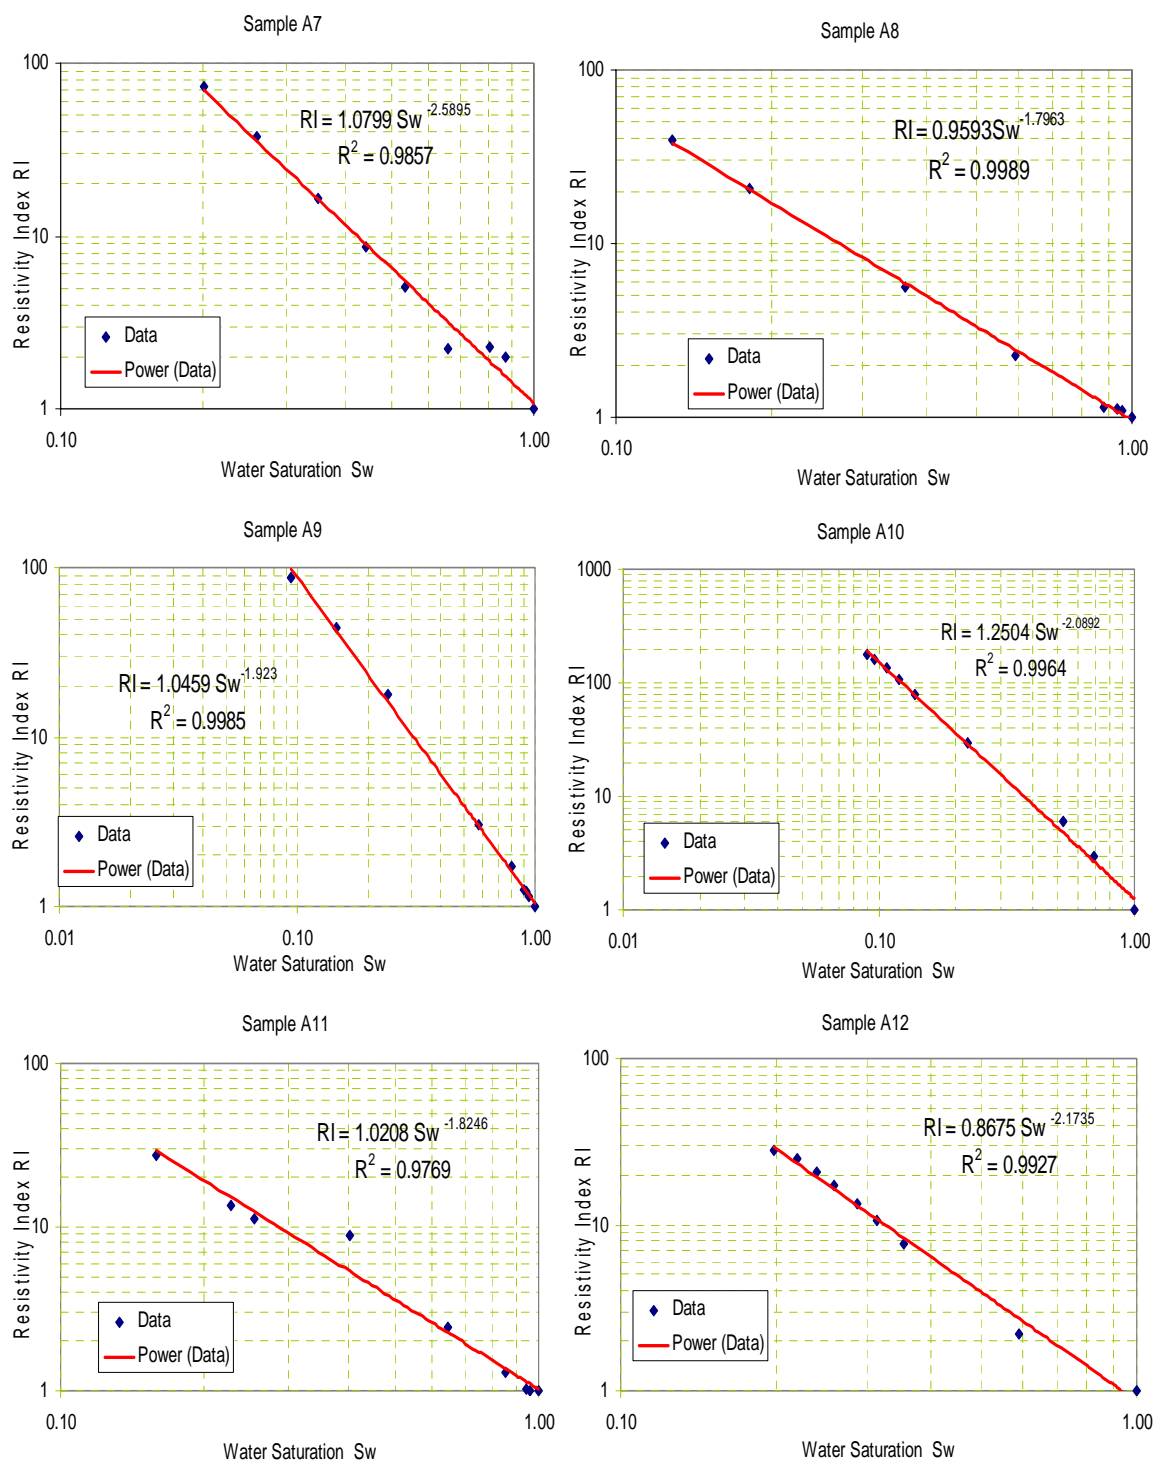 Sample A7
100
10
1
RI = 1.0799 Sw^-2.5895
R² = 0.9857
Data
Power (Data)
0.10
1.00
Water Saturation Sw
Resistivity Index RI
Sample A8
100
10
1
RI = 0.9593Sw^-1.7963
R² = 0.9989
Data
Power (Data)
0.10
1.00
Water Saturation Sw
Resistivity Index RI
Sample A9
100
10
1
RI = 1.0459 Sw^-1.923
R² = 0.9985
Data
Power (Data)
0.01
0.10
1.00
Water Saturation Sw
Resistivity Index RI
Sample A10
1000
100
10
1
RI = 1.2504 Sw^-2.0892
R² = 0.9964
Data
Power (Data)
0.01
0.10
1.00
Water Saturation Sw
Resistivity Index RI
Sample A11
100
10
1
RI = 1.0208 Sw^-1.8246
R² = 0.9769
Data
Power (Data)
0.10
1.00
Water Saturation Sw
Resistivity Index RI
Sample A12
100
10
1
RI = 0.8675 Sw^-2.1735
R² = 0.9927
Data
Power (Data)
0.10
1.00
Water Saturation Sw
Resistivity Index RI